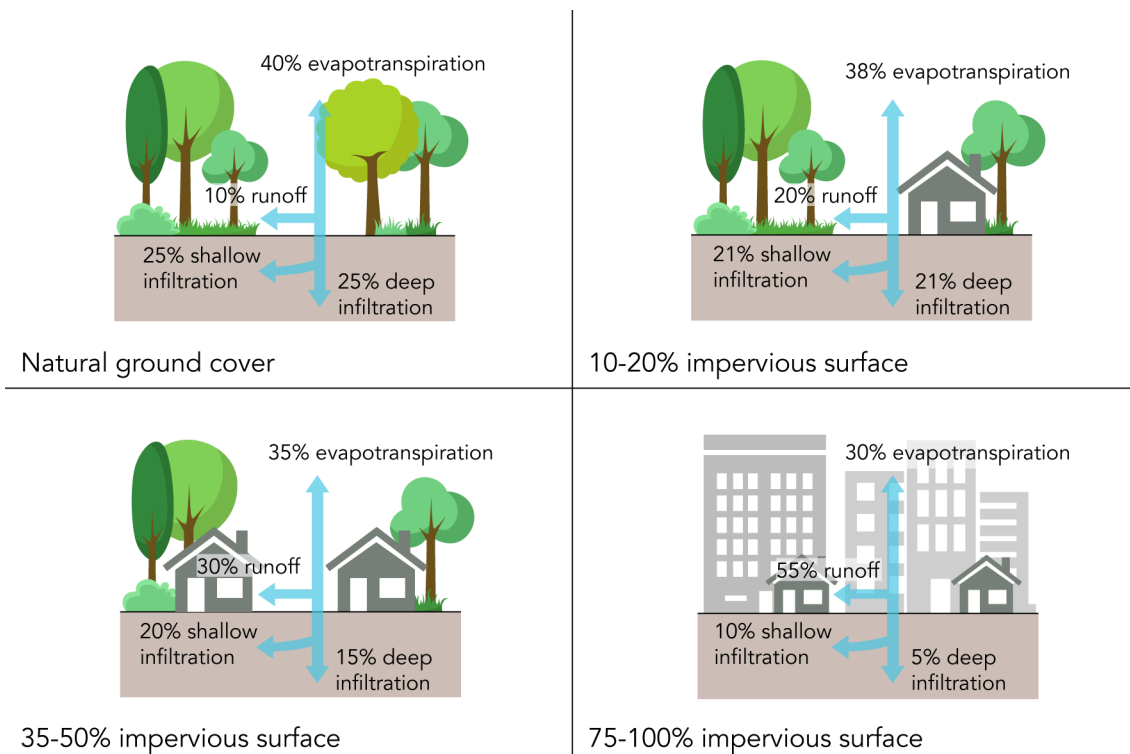 40% evapotranspiration
10% runoff
25% shallow
infiltration
25% deep
infiltration
Natural ground cover
38% evapotranspiration
20% runoff
21% shallow
infiltration
21% deep
infiltration
10-20% impervious surface
35% evapotranspiration
30% runoff
20% shallow
infiltration
15% deep
infiltration
35-50% impervious surface
30% evapotranspiration
55% runoff
10% shallow
infiltration
5% deep
infiltration
75-100% impervious surface